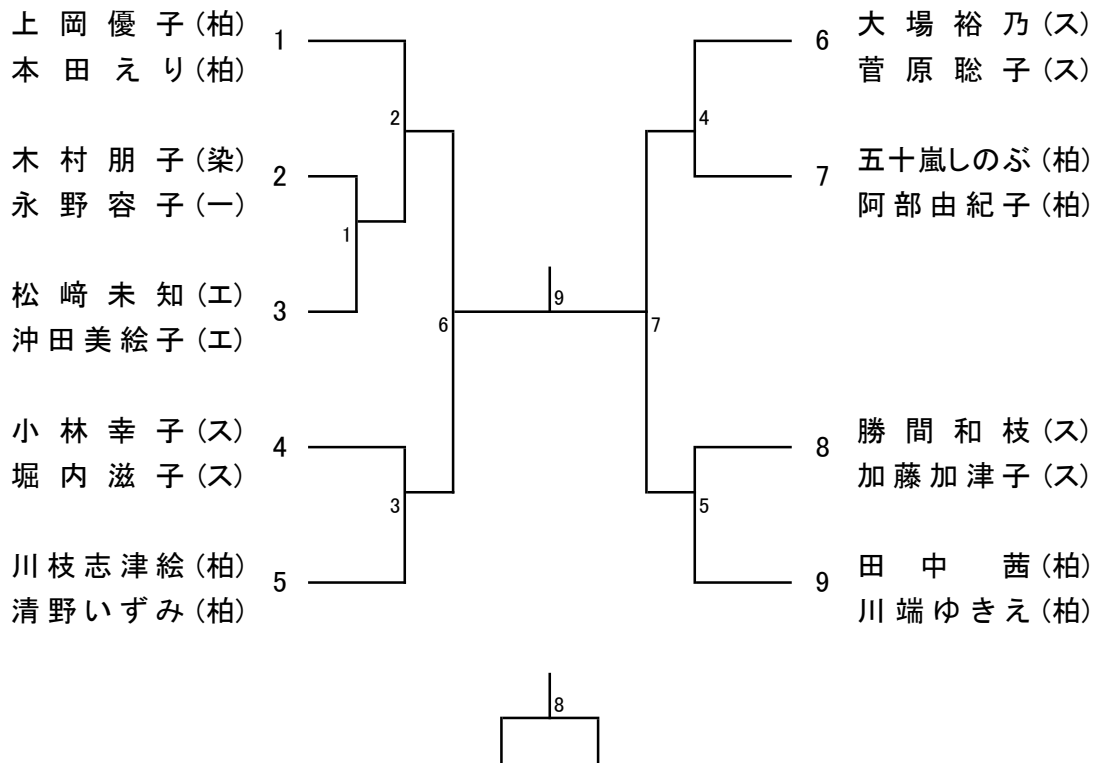 上岡優子(柏)
1
本田えり(柏)
2
木村朋子(染)
2
永野容子(一)
1
松﨑未知(エ)
3
沖田美絵子(エ)
6
小林幸子(ス)
4
堀内滋子(ス)
3
川枝志津絵(柏)
5
清野いずみ(柏)
9
大場裕乃(ス)
6
菅原聡子(ス)
4
五十嵐しのぶ(柏)
7
阿部由紀子(柏)
7
勝間和枝(ス)
8
加藤加津子(ス)
5
田中茜(柏)
9
川端ゆきえ(柏)
8